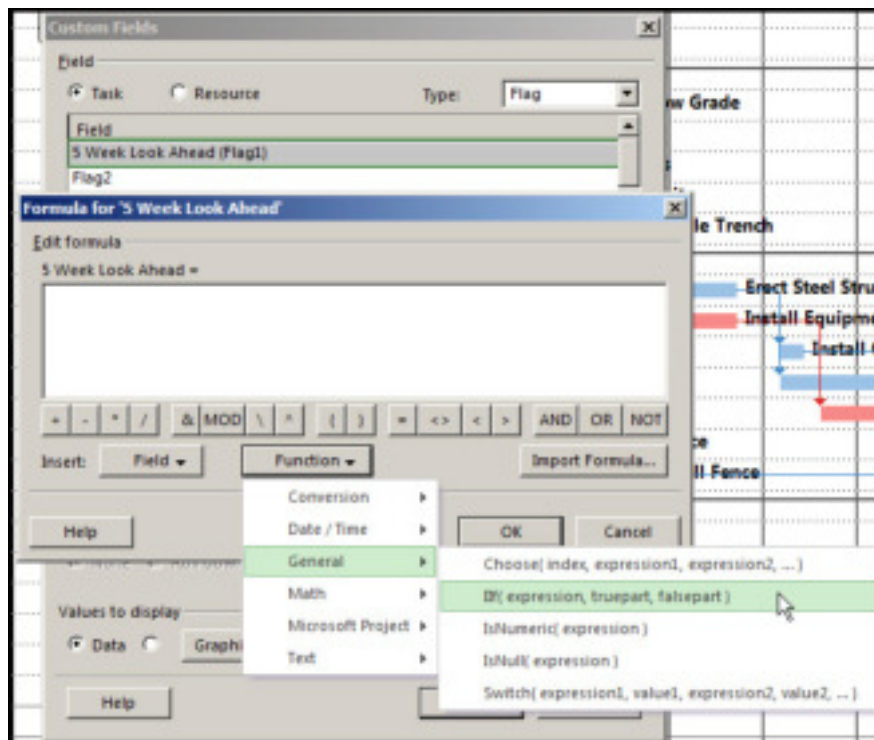 Custom Fields
Field
Task
Resource
Type:
Flag
Field
5 Week Look Ahead (Flag1)
Flag2
Formula for '5 Week Look Ahead'
Edit formula
5 Week Look Ahead =
+ - * / & MOD \ ^ ( ) = <> < > AND OR NOT
Insert:
Field
Function
Import Formula...
Conversion
Date / Time
General
Math
Microsoft Project
Text
Help
OK
Cancel
Choose( index, expression1, expression2, ... )
IIf( expression, truepart, falsepart )
IsNumeric( expression )
IsNull( expression )
Switch( expression1, value1, expression2, value2, ... )
Values to display
Data
Graphi
Help
ow Grade
le Trench
Erect Steel Stru
Install Equipme
Install
ll Fence